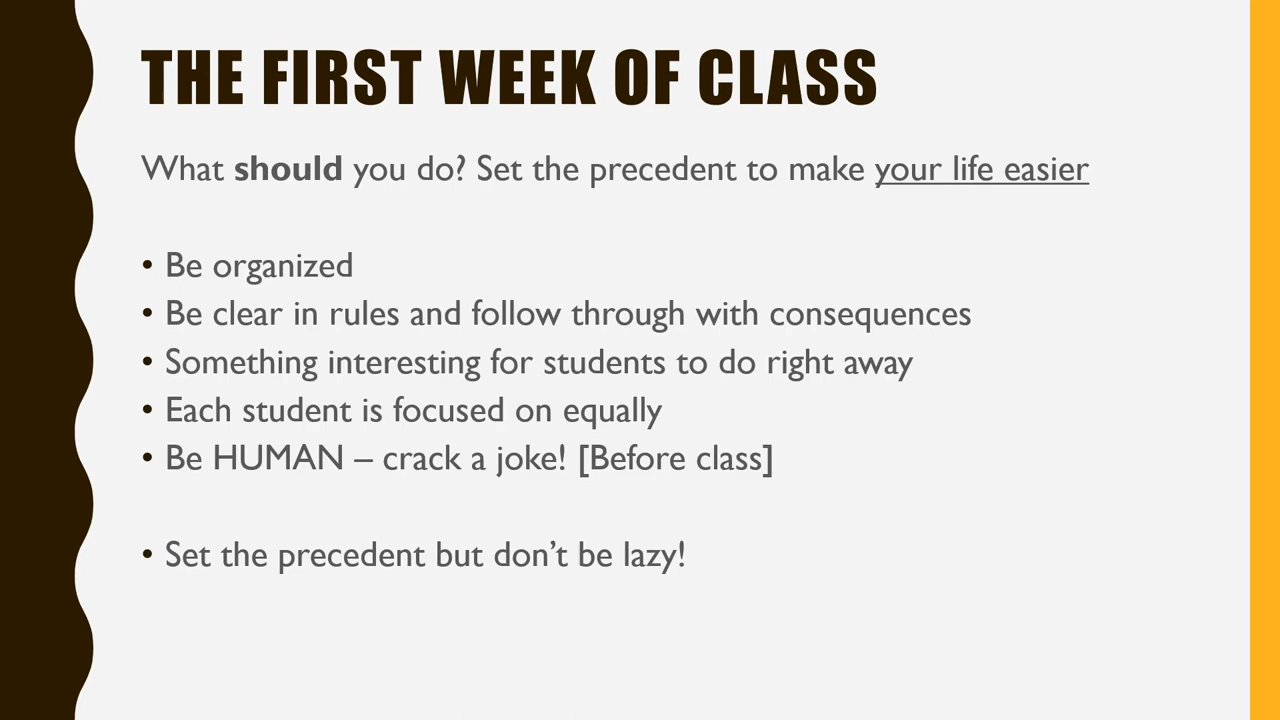 THE FIRST WEEK OF CLASS
What should you do? Set the precedent to make your life easier
• Be organized
• Be clear in rules and follow through with consequences
• Something interesting for students to do right away
• Each student is focused on equally
• Be HUMAN – crack a joke! [Before class]
• Set the precedent but don’t be lazy!